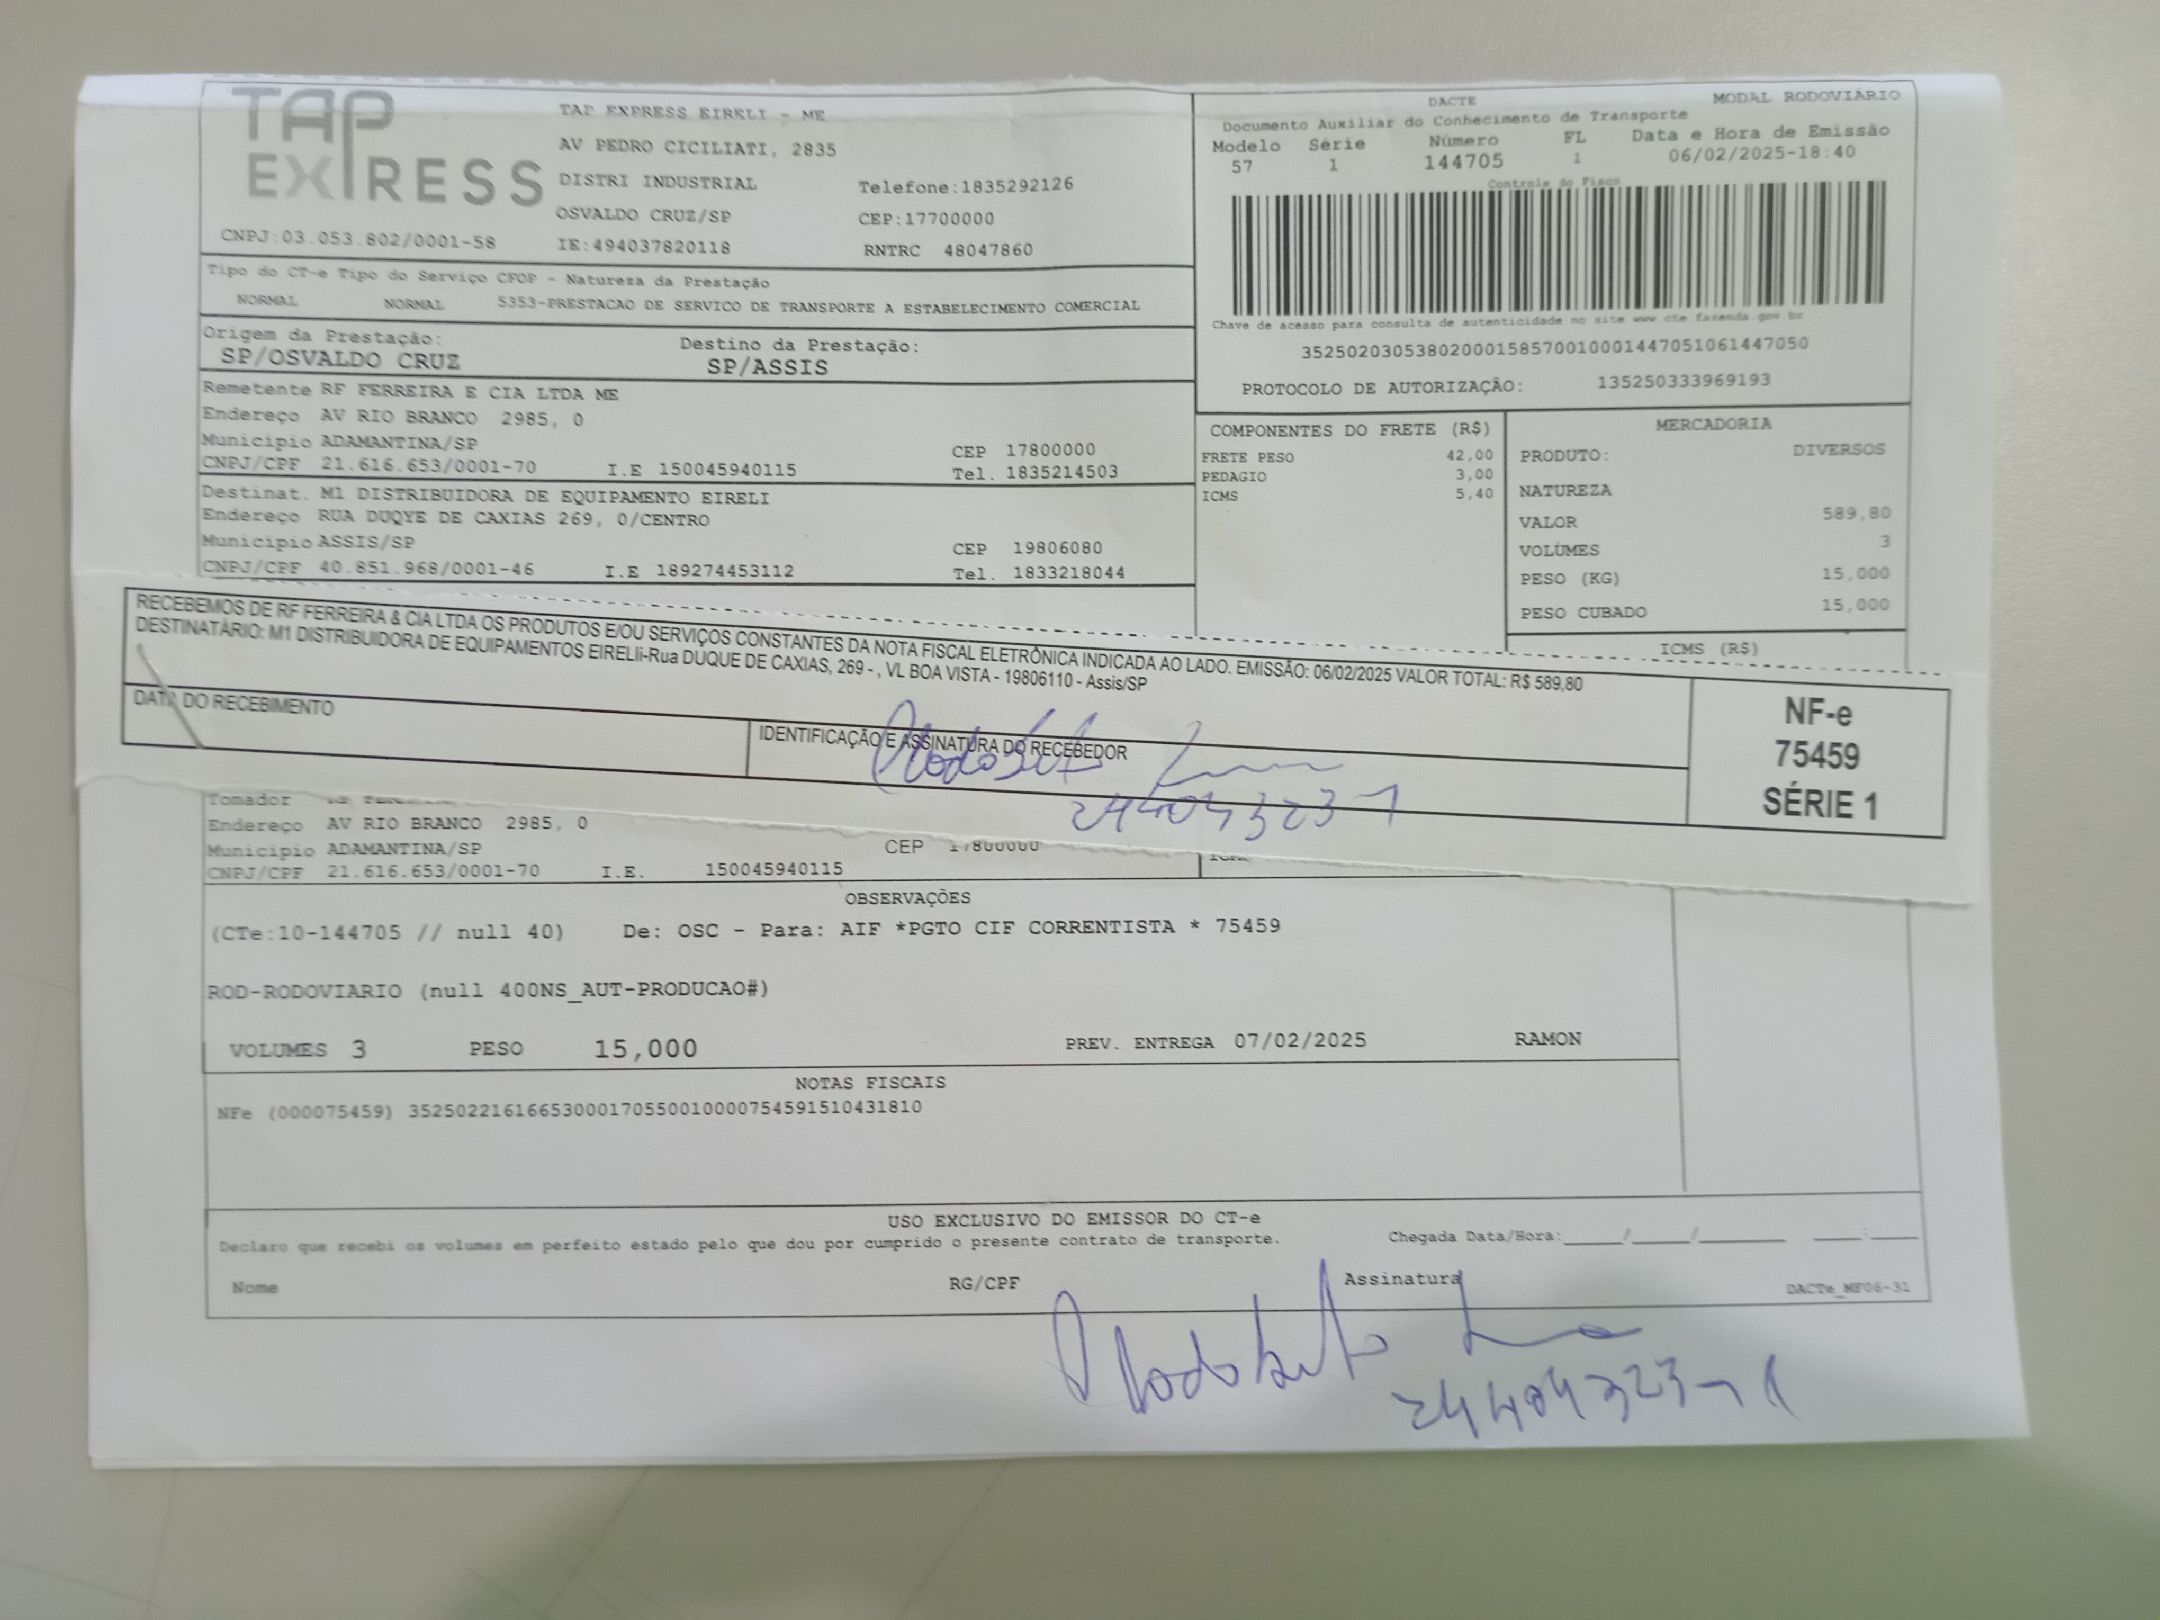 TAP EXPRESS
TAP EXPRESS EIRELI - ME
AV PEDRO CICILIATI, 2835
DISTRI INDUSTRIAL Telefone:1835292126
OSVALDO CRUZ/SP CEP:17700000
CNPJ:03.053.802/0001-58 IE:494037820118 RNTRC 48047860
DACTE MODAL RODOVIÁRIO
Documento Auxiliar do Conhecimento de Transporte
Modelo Série Número FL Data e Hora de Emissão
57 1 144705 1 06/02/2025-18:40
Controle do Fisco
Chave de acesso para consulta de autenticidade no site www.cte.fazenda.gov.br
35250203053802000158570010001447051061447050
PROTOCOLO DE AUTORIZAÇÃO: 135250333969193
Tipo do CT-e Tipo do Serviço CFOP - Natureza da Prestação
NORMAL NORMAL 5353-PRESTACAO DE SERVICO DE TRANSPORTE A ESTABELECIMENTO COMERCIAL
Origem da Prestação: Destino da Prestação:
SP/OSVALDO CRUZ SP/ASSIS
Remetente RF FERREIRA E CIA LTDA ME
Endereço AV RIO BRANCO 2985, 0
Município ADAMANTINA/SP CEP 17800000
CNPJ/CPF 21.616.653/0001-70 I.E 150045940115 Tel. 1835214503
Destinat. M1 DISTRIBUIDORA DE EQUIPAMENTO EIRELI
Endereço RUA DUQYE DE CAXIAS 269, 0/CENTRO
Município ASSIS/SP CEP 19806080
CNPJ/CPF 40.851.968/0001-46 I.E 189274453112 Tel. 1833218044
COMPONENTES DO FRETE (R$)
FRETE PESO 42,00
PEDAGIO 3,00
ICMS 5,40
MERCADORIA
PRODUTO: DIVERSOS
NATUREZA
VALOR 589,80
VOLUMES 3
PESO (KG) 15,000
PESO CUBADO 15,000
ICMS (R$)
RECEBEMOS DE RF FERREIRA & CIA LTDA OS PRODUTOS E/OU SERVIÇOS CONSTANTES DA NOTA FISCAL ELETRÔNICA INDICADA AO LADO. EMISSÃO: 06/02/2025 VALOR TOTAL: R$ 589,80
DESTINATÁRIO: M1 DISTRIBUIDORA DE EQUIPAMENTOS EIRELIi-Rua DUQUE DE CAXIAS, 269 - , VL BOA VISTA - 19806110 - Assis/SP
DATA DO RECEBIMENTO
IDENTIFICAÇÃO E ASSINATURA DO RECEBEDOR
NF-e
75459
SÉRIE 1
Tomador
Endereço AV RIO BRANCO 2985, 0
Município ADAMANTINA/SP CEP 17800000
CNPJ/CPF 21.616.653/0001-70 I.E. 150045940115
OBSERVAÇÕES
(CTe:10-144705 // null 40) De: OSC - Para: AIF *PGTO CIF CORRENTISTA * 75459
ROD-RODOVIARIO (null 400NS_AUT-PRODUCAO#)
VOLUMES 3 PESO 15,000 PREV. ENTREGA 07/02/2025 RAMON
NOTAS FISCAIS
NFe (000075459) 35250221616653000170550010000754591510431810
USO EXCLUSIVO DO EMISSOR DO CT-e
Declaro que recebi os volumes em perfeito estado pelo que dou por cumprido o presente contrato de transporte. Chegada Data/Hora:_____/_____/_______ ____:____
Nome RG/CPF Assinatura DACTe_MF06-31